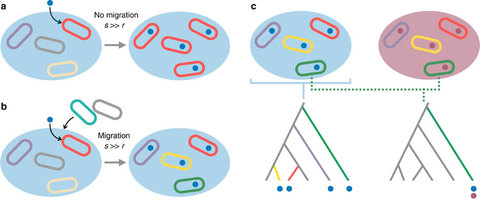 a
No migration
s >> r
b
Migration
s >> r
c